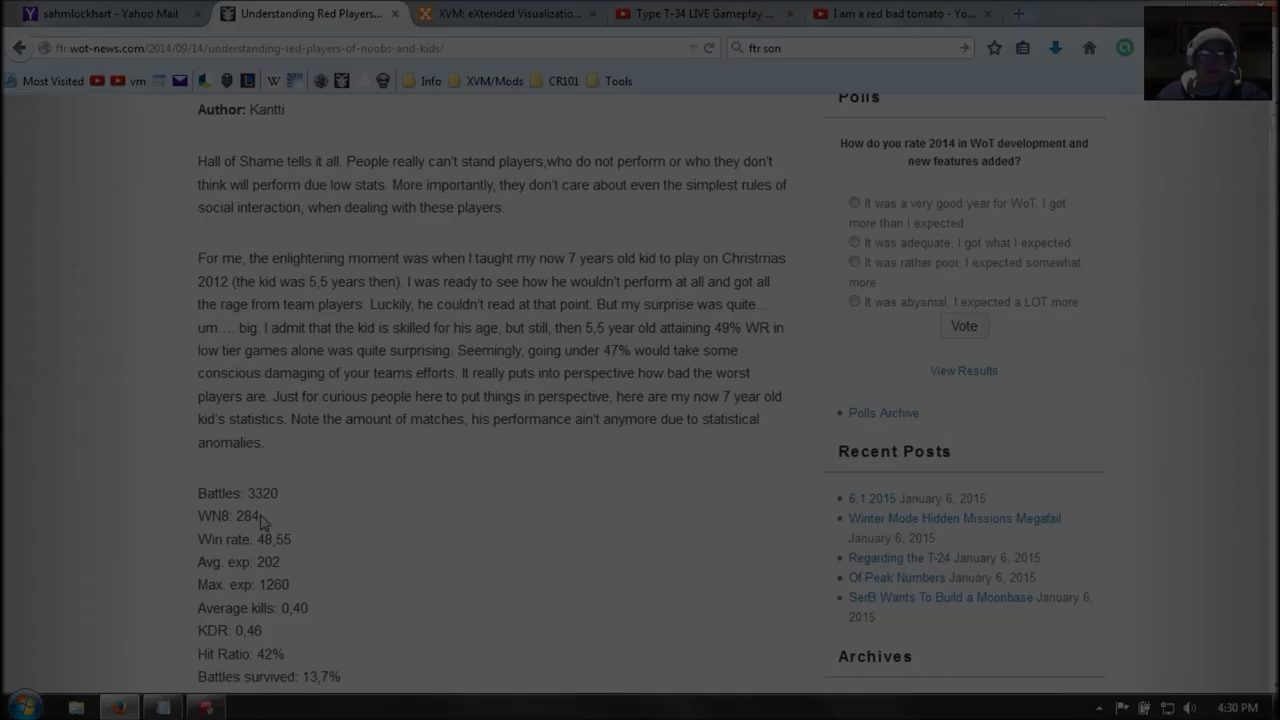 sahmlockhart - Yahoo Mail
Understanding Red Players...
XVM: eXtended Visualizatio...
Type T-34 LIVE Gameplay ...
I am a red bad tomato - Yo...
ftr.wot-news.com/2014/09/14/understanding-red-players-of-noobs-and-kids/
ftr son
Most Visited
vm
W
Info
XVM/Mods
CR101
Tools
Author: Kantti
Hall of Shame tells it all. People really can't stand players,who do not perform or who they don't
think will perform due low stats. More importantly, they don't care about even the simplest rules of
social interaction, when dealing with these players.
For me, the enlightening moment was when I taught my now 7 years old kid to play on Christmas
2012 (the kid was 5,5 years then). I was ready to see how he wouldn't perform at all and got all
the rage from team players. Luckily, he couldn't read at that point. But my surprise was quite…
um…. big. I admit that the kid is skilled for his age, but still, then 5,5 year old attaining 49% WR in
low tier games alone was quite surprising. Seemingly, going under 47% would take some
conscious damaging of your teams efforts. It really puts into perspective how bad the worst
players are. Just for curious people here to put things in perspective, here are my now 7 year old
kid's statistics. Note the amount of matches, his performance ain't anymore due to statistical
anomalies.
Battles: 3320
WN8: 284
Win rate: 48,55
Avg. exp: 202
Max. exp: 1260
Average kills: 0,40
KDR: 0,46
Hit Ratio: 42%
Battles survived: 13,7%
Polls
How do you rate 2014 in WoT development and
new features added?
It was a very good year for WoT, I got
more than I expected
It was adequate, I got what I expected
It was rather poor, I expected somewhat
more
It was abysmal, I expected a LOT more
Vote
View Results
Polls Archive
Recent Posts
6.1.2015 January 6, 2015
Winter Mode Hidden Missions Megafail
January 6, 2015
Regarding the T-24 January 6, 2015
Of Peak Numbers January 6, 2015
SerB Wants To Build a Moonbase January 6,
2015
Archives
4:30 PM